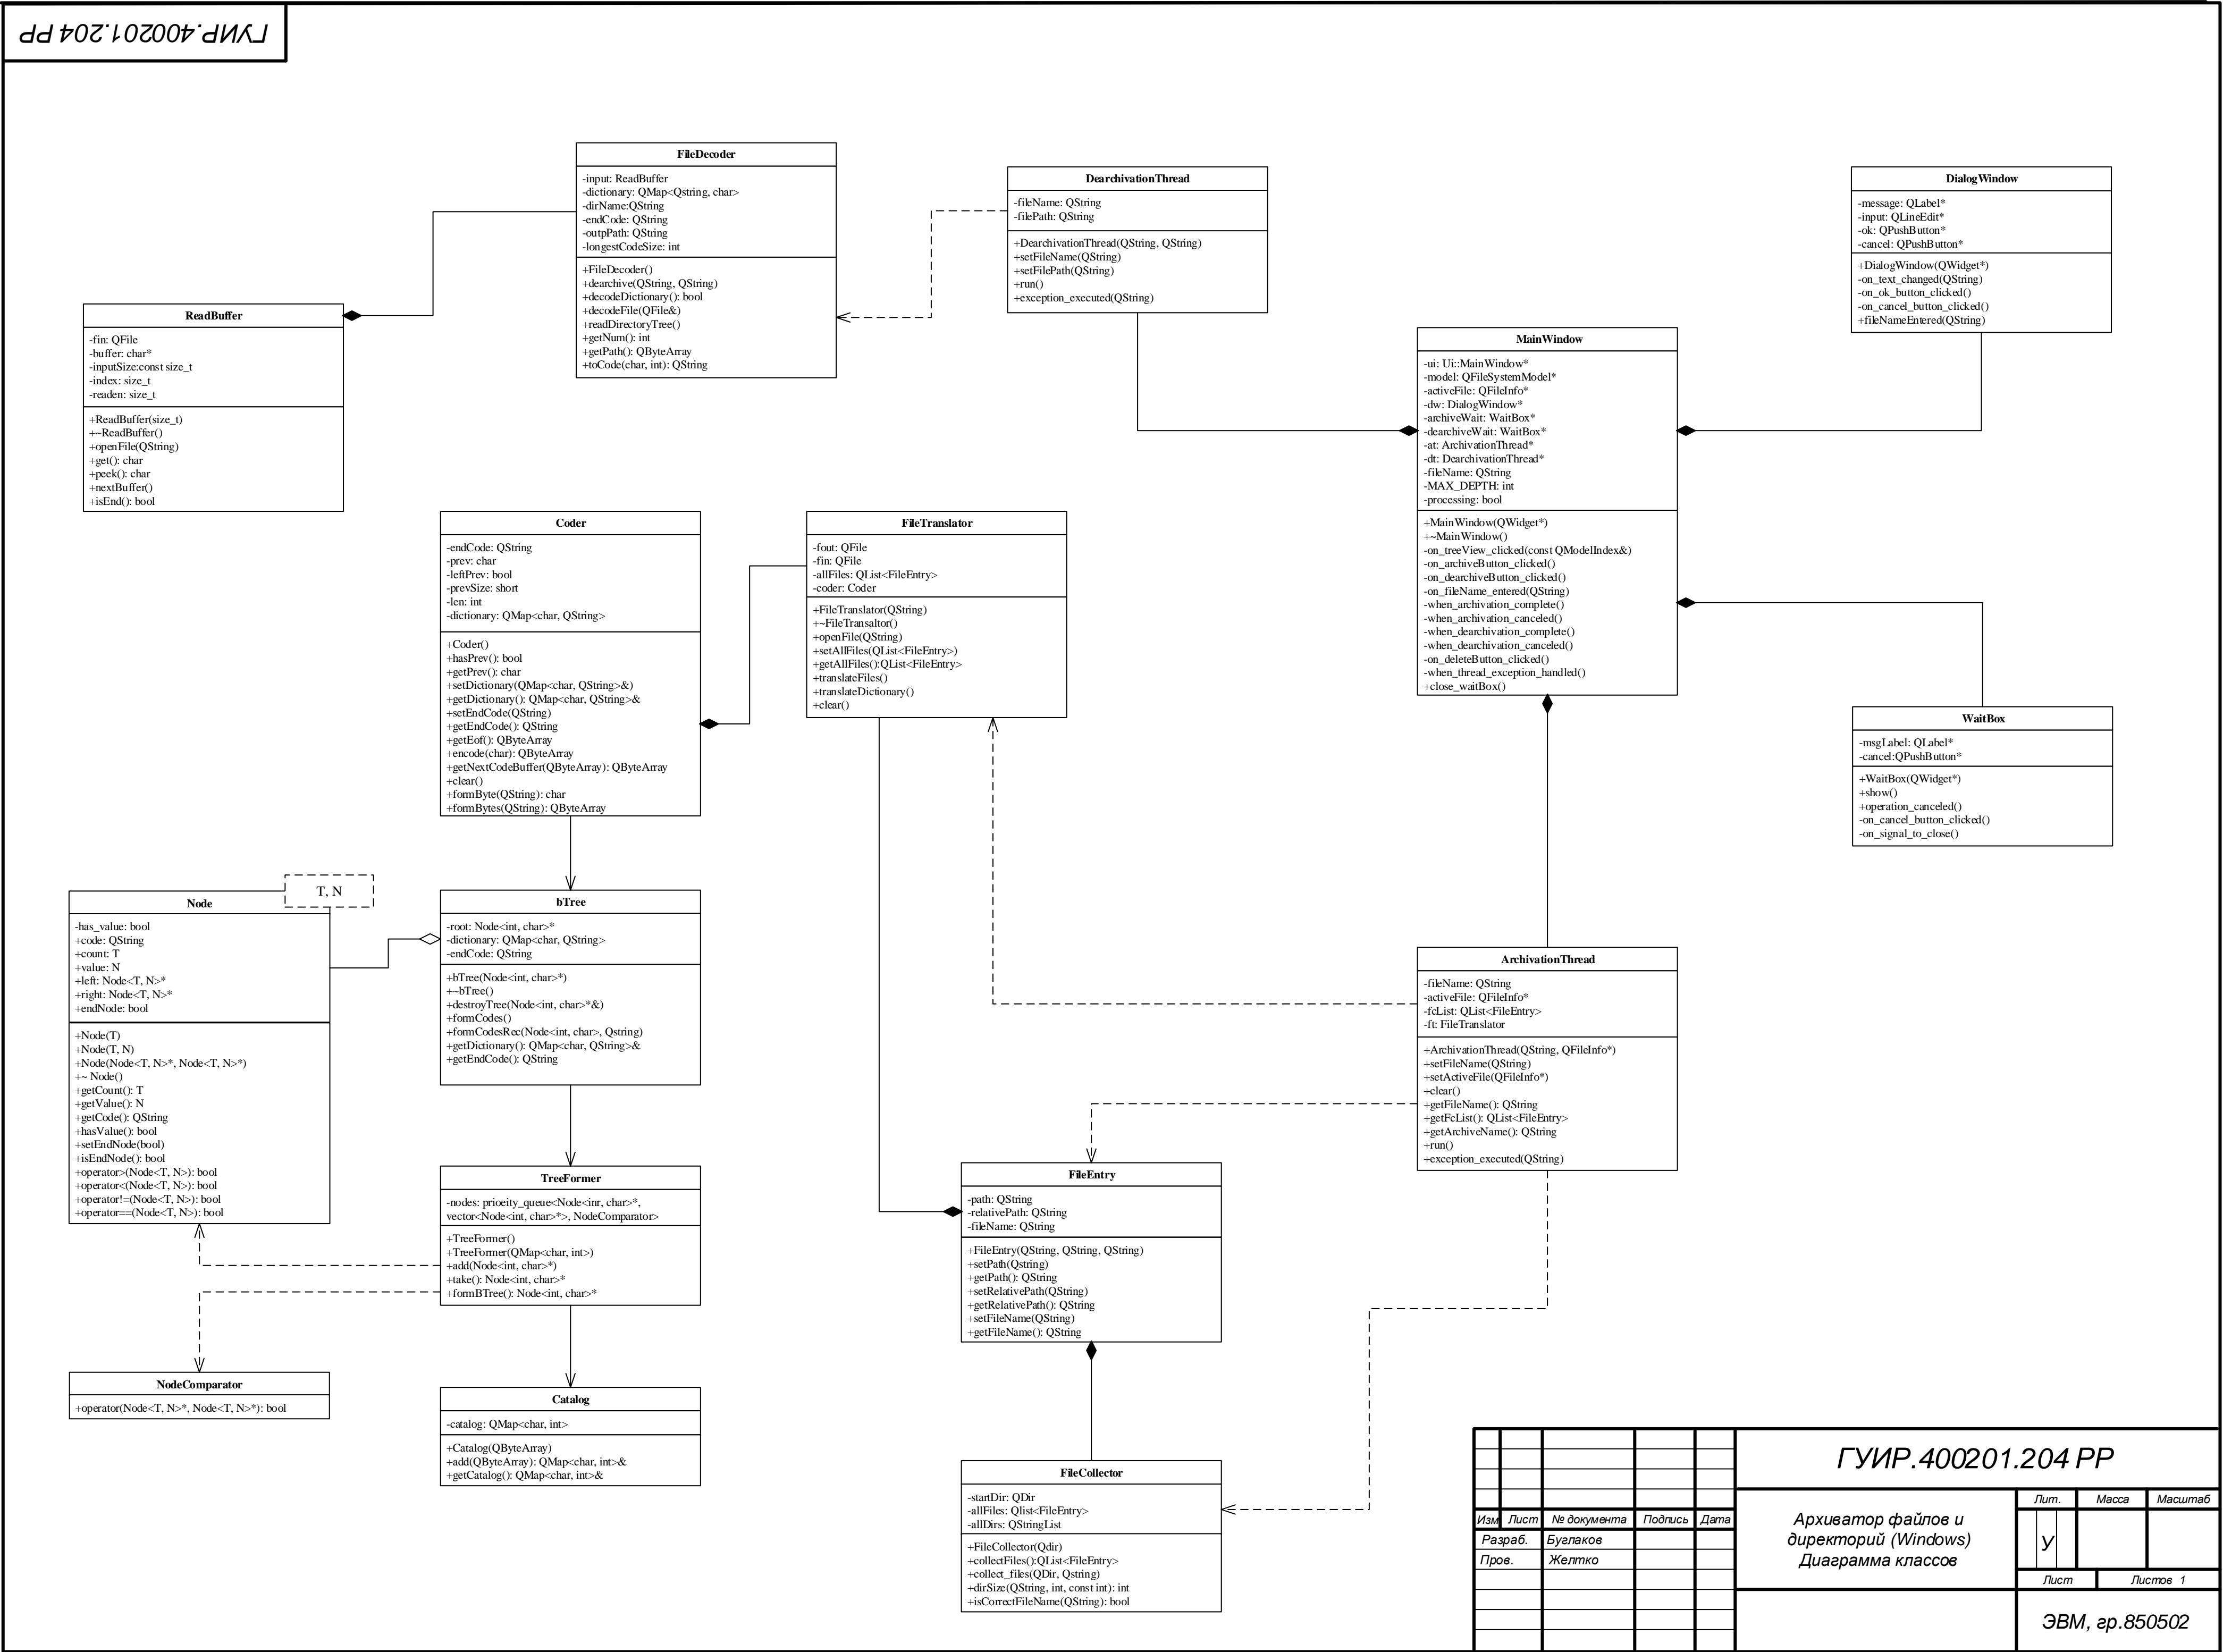 ГУИР.400201.204 РР
FileDecoder
-input: ReadBuffer
-dictionary: QMap<Qstring, char>
-dirName:QString
-endCode: QString
-outpPath: QString
-longestCodeSize: int
+FileDecoder()
+dearchive(QString, QString)
+decodeDictionary(): bool
+decodeFile(QFile&)
+readDirectoryTree()
+getNum(): int
+getPath(): QByteArray
+toCode(char, int): QString
DearchivationThread
-fileName: QString
-filePath: QString
+DearchivationThread(QString, QString)
+setFileName(QString)
+setFilePath(QString)
+run()
+exception_executed(QString)
DialogWindow
-message: QLabel*
-input: QLineEdit*
-ok: QPushButton*
-cancel: QPushButton*
+DialogWindow(QWidget*)
-on_text_changed(QString)
-on_ok_button_clicked()
-on_cancel_button_clicked()
+fileNameEntered(QString)
ReadBuffer
-fin: QFile
-buffer: char*
-inputSize:const size_t
-index: size_t
-readen: size_t
+ReadBuffer(size_t)
+~ReadBuffer()
+openFile(QString)
+get(): char
+peek(): char
+nextBuffer()
+isEnd(): bool
MainWindow
-ui: Ui::MainWindow*
-model: QFileSystemModel*
-activeFile: QFileInfo*
-dw: DialogWindow*
-archiveWait: WaitBox*
-dearchiveWait: WaitBox*
-at: ArchivationThread*
-dt: DearchivationThread*
-fileName: QString
-MAX_DEPTH: int
-processing: bool
+MainWindow(QWidget*)
+~MainWindow()
-on_treeView_clicked(const QModelIndex&)
-on_archiveButton_clicked()
-on_dearchiveButton_clicked()
-on_fileName_entered(QString)
-when_archivation_complete()
-when_archivation_canceled()
-when_dearchivation_complete()
-when_dearchivation_canceled()
-on_deleteButton_clicked()
-when_thread_exception_handled()
+close_waitBox()
Coder
-endCode: QString
-prev: char
-leftPrev: bool
-prevSize: short
-len: int
-dictionary: QMap<char, QString>
+Coder()
+hasPrev(): bool
+getPrev(): char
+setDictionary(QMap<char, QString>&)
+getDictionary(): QMap<char, QString>&
+setEndCode(QString)
+getEndCode(): QString
+getEof(): QByteArray
+encode(char): QByteArray
+getNextCodeBuffer(QByteArray): QByteArray
+clear()
+formByte(QString): char
+formBytes(QString): QByteArray
FileTranslator
-fout: QFile
-fin: QFile
-allFiles: QList<FileEntry>
-coder: Coder
+FileTranslator(QString)
+~FileTransaltor()
+openFile(QString)
+setAllFiles(QList<FileEntry>)
+getAllFiles():QList<FileEntry>
+translateFiles()
+translateDictionary()
+clear()
WaitBox
-msgLabel: QLabel*
-cancel:QPushButton*
+WaitBox(QWidget*)
+show()
+operation_canceled()
-on_cancel_button_clicked()
-on_signal_to_close()
T, N
Node
-has_value: bool
+code: QString
+count: T
+value: N
+left: Node<T, N>*
+right: Node<T, N>*
+endNode: bool
+Node(T)
+Node(T, N)
+Node(Node<T, N>*, Node<T, N>*)
+~ Node()
+getCount(): T
+getValue(): N
+getCode(): QString
+hasValue(): bool
+setEndNode(bool)
+isEndNode(): bool
+operator>(Node<T, N>): bool
+operator<(Node<T, N>): bool
+operator!=(Node<T, N>): bool
+operator==(Node<T, N>): bool
bTree
-root: Node<int, char>*
-dictionary: QMap<char, QString>
-endCode: QString
+bTree(Node<int, char>*)
+~bTree()
+destroyTree(Node<int, char>*&)
+formCodes()
+formCodesRec(Node<int, char>, Qstring)
+getDictionary(): QMap<char, QString>&
+getEndCode(): QString
ArchivationThread
-fileName: QString
-activeFile: QFileInfo*
-fcList: QList<FileEntry>
-ft: FileTranslator
+ArchivationThread(QString, QFileInfo*)
+setFileName(QString)
+setActiveFile(QFileInfo*)
+clear()
+getFileName(): QString
+getFcList(): QList<FileEntry>
+getArchiveName(): QString
+run()
+exception_executed(QString)
TreeFormer
-nodes: prioeity_queue<Node<inr, char>*,
vector<Node<int, char>*>, NodeComparator>
+TreeFormer()
+TreeFormer(QMap<char, int>)
+add(Node<int, char>*)
+take(): Node<int, char>*
+formBTree(): Node<int, char>*
FileEntry
-path: QString
-relativePath: QString
-fileName: QString
+FileEntry(QString, QString, QString)
+setPath(Qstring)
+getPath(): QString
+setRelativePath(QString)
+getRelativePath(): QString
+setFileName(QString)
+getFileName(): QString
NodeComparator
+operator(Node<T, N>*, Node<T, N>*): bool
Catalog
-catalog: QMap<char, int>
+Catalog(QByteArray)
+add(QByteArray): QMap<char, int>&
+getCatalog(): QMap<char, int>&
FileCollector
-startDir: QDir
-allFiles: Qlist<FileEntry>
-allDirs: QStringList
+FileCollector(Qdir)
+collectFiles():QList<FileEntry>
+collect_files(QDir, Qstring)
+dirSize(QString, int, const int): int
+isCorrectFileName(QString): bool
ГУИР.400201.204 РР
Изм Лист № документа Подпись Дата
Разраб. Буглаков
Пров. Желтко
Архиватор файлов и
директорий (Windows)
Диаграмма классов
Лит. Масса Масштаб
У
Лист Листов 1
ЭВМ, гр.850502